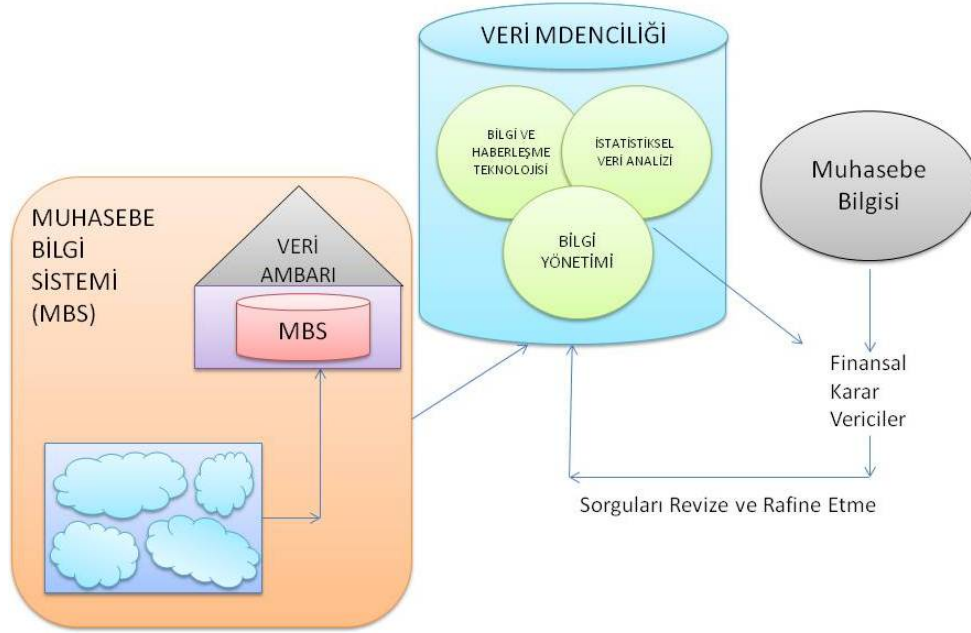 VERİ MDENCİLİĞİ
BİLGİ VE
HABERLEŞME
TEKNOLOJİSİ
İSTATİSTİKSEL
VERİ ANALİZİ
BİLGİ
YÖNETİMİ
Muhasebe
Bilgisi
MUHASEBE
BİLGİ
SİSTEMİ
(MBS)
VERİ
AMBARI
MBS
Finansal
Karar
Vericiler
Sorguları Revize ve Rafine Etme